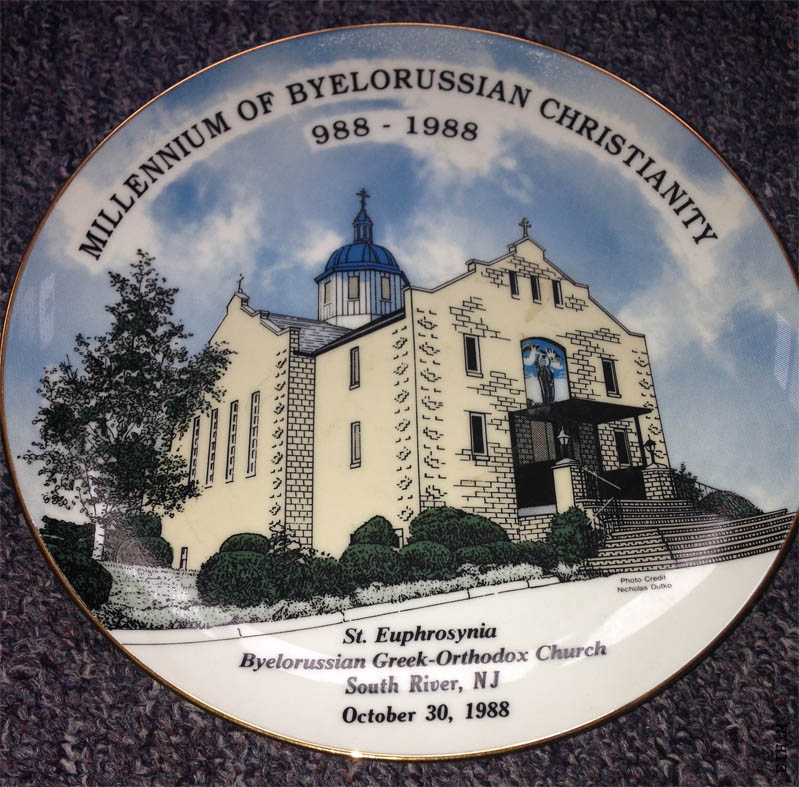 MILLENNIUM OF BYELORUSSIAN CHRISTIANITY
988 - 1988
Photo Credit
Nicholas Dutko
St. Euphrosynia
Byelorussian Greek-Orthodox Church
South River, NJ
October 30, 1988